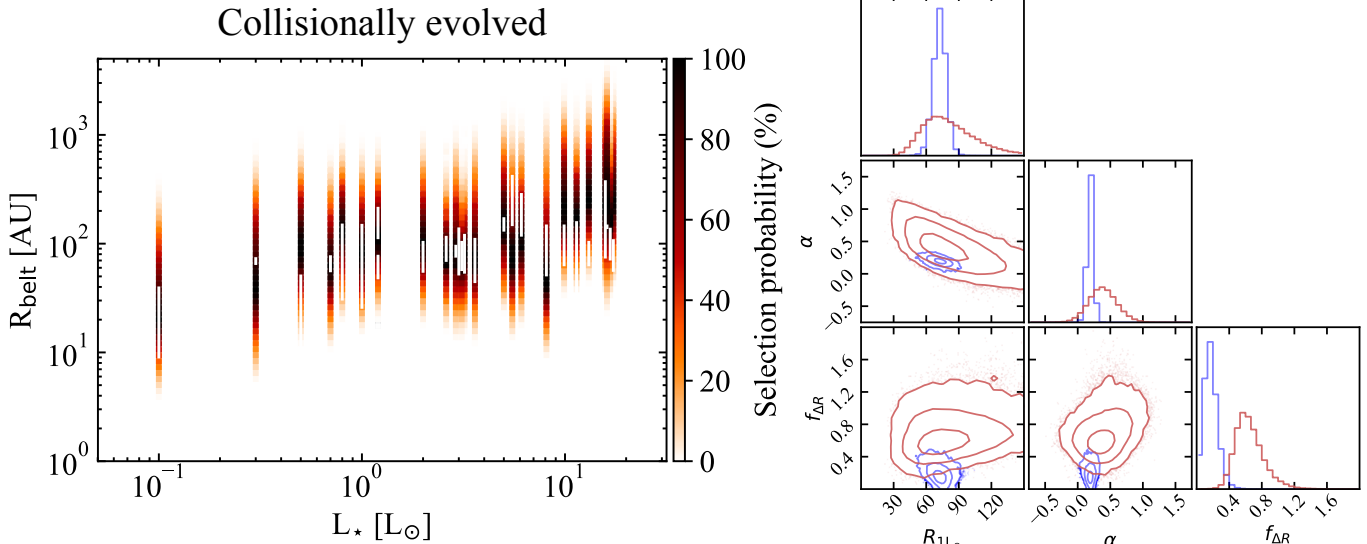 Collisionally evolved
R_belt [AU]
10^3
10^2
10^1
10^0
10^−1 10^0 10^1
L⋆ [L⊙]
100
80
60
40
20
0
Selection probability (%)
α
1.5
1.0
0.5
0.0
−0.5
f_ΔR
1.6
1.2
0.8
0.4
30 60 90 120
−0.5 0.0 0.5 1.0 1.5
0.4 0.8 1.2 1.6
α
f_ΔR